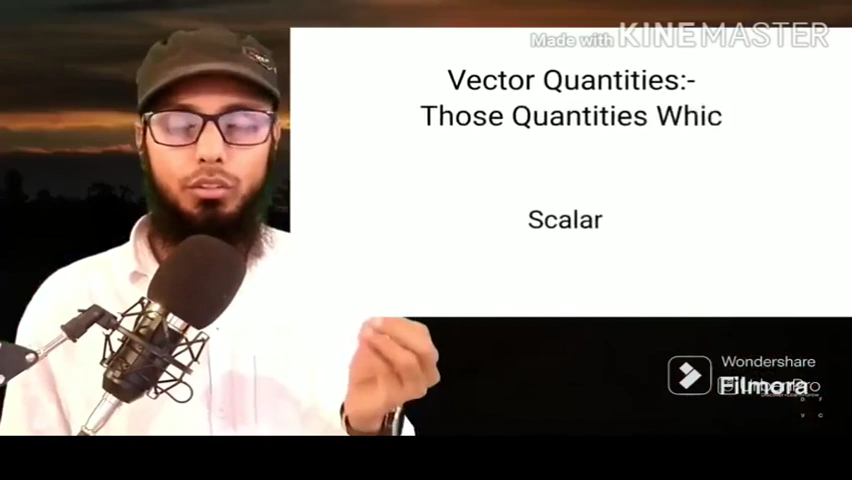 Made with KINEMASTER
Vector Quantities:-
Those Quantities Whic
Scalar
Wondershare
Filmora